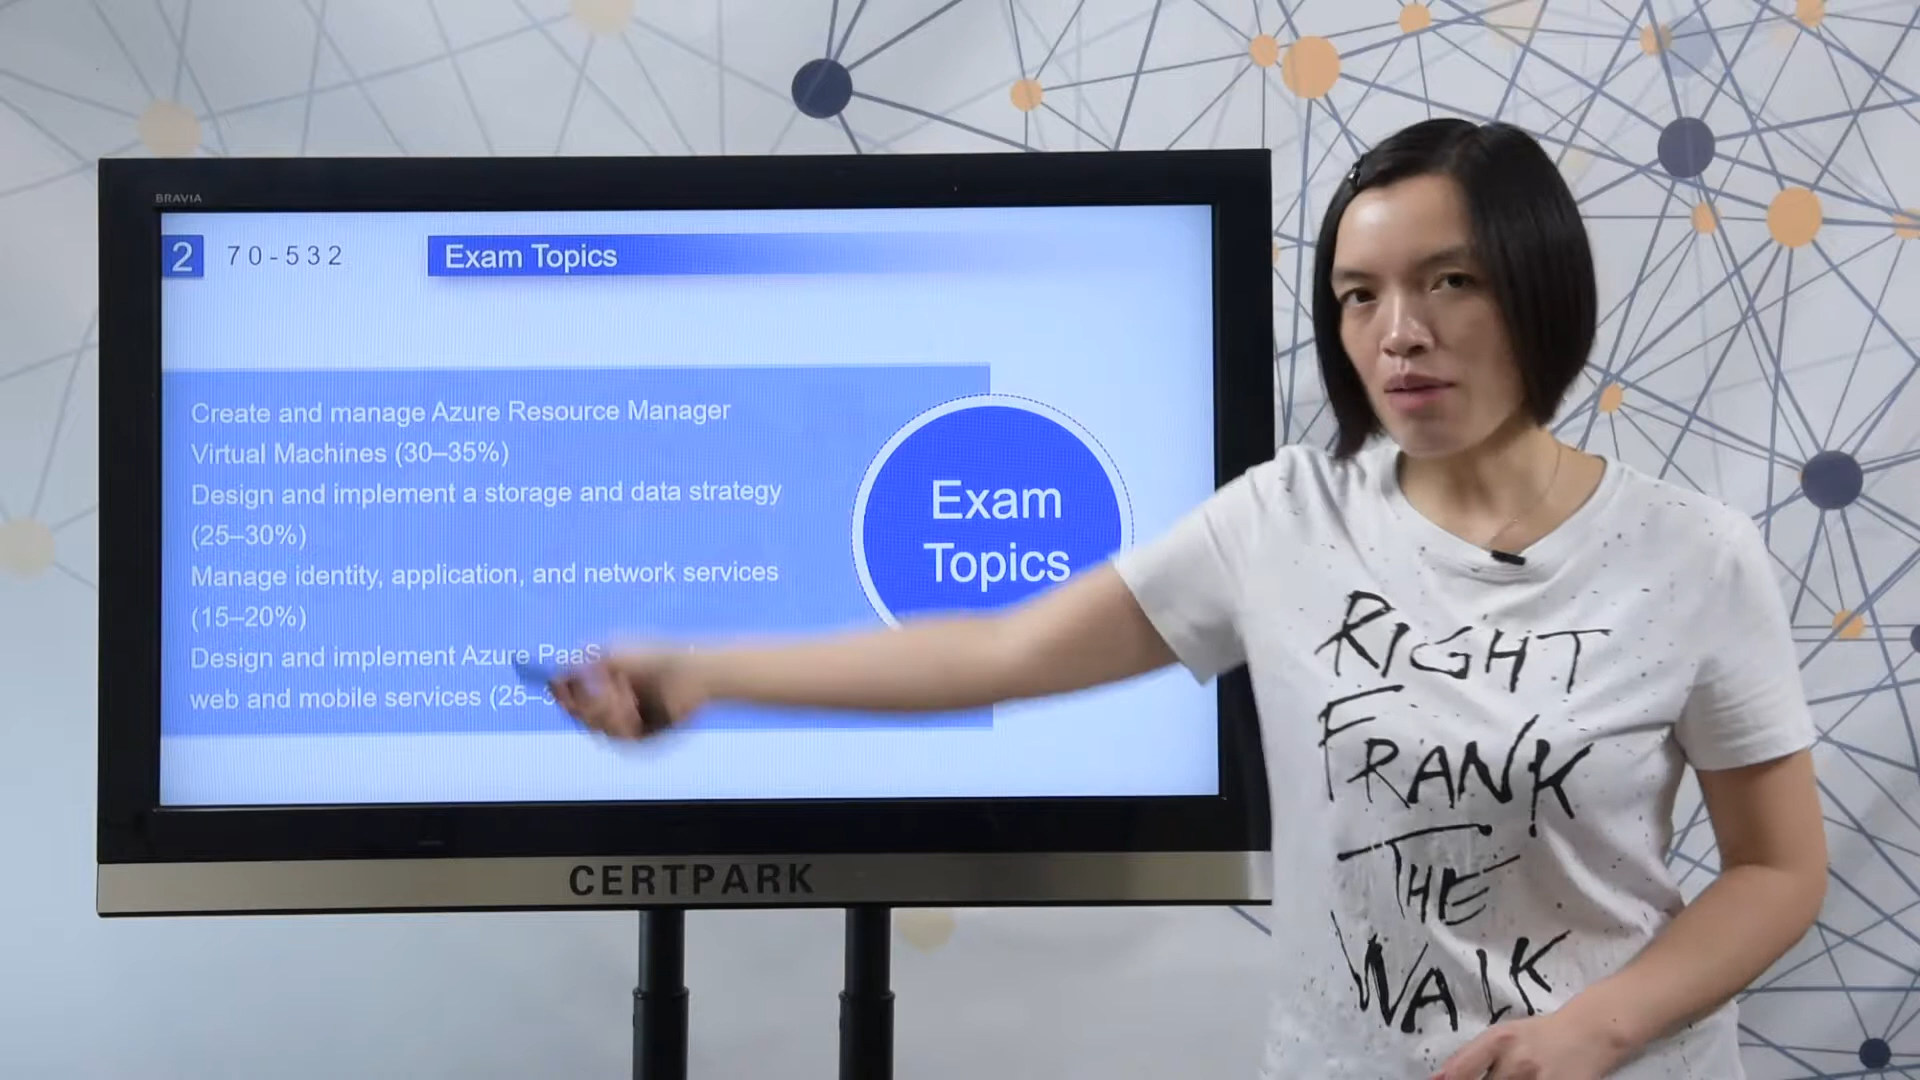 BRAVIA
2 70-532 Exam Topics
Create and manage Azure Resource Manager
Virtual Machines (30–35%)
Design and implement a storage and data strategy
(25–30%)
Manage identity, application, and network services
(15–20%)
Design and implement Azure PaaS
web and mobile services (25–3
Exam
Topics
CERTPARK
RIGHT
FRANK
THE
WALK